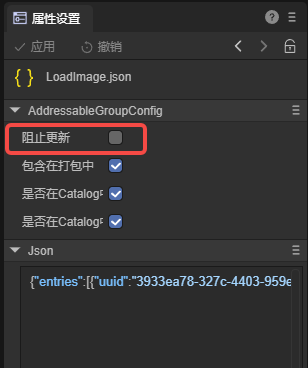 属性设置
应用 撤销
{ } LoadImage.json
AddressableGroupConfig
阻止更新
包含在打包中
是否在Catalog中
是否在Catalog中
Json
{"entries":[{"uuid":"3933ea78-327c-4403-959e